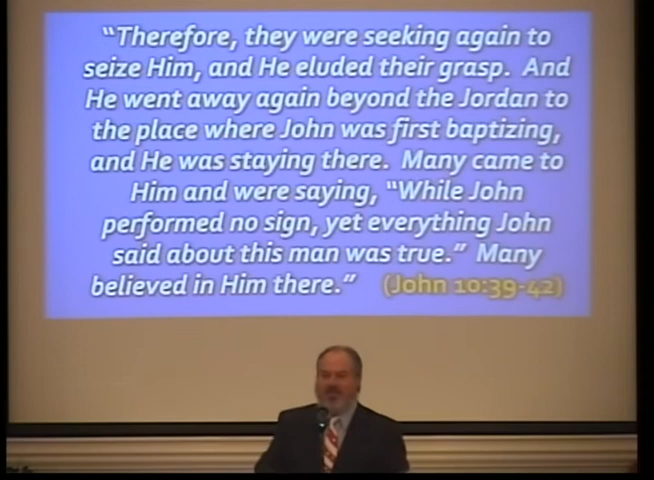 “Therefore, they were seeking again to
seize Him, and He eluded their grasp. And
He went away again beyond the Jordan to
the place where John was first baptizing,
and He was staying there. Many came to
Him and were saying, “While John
performed no sign, yet everything John
said about this man was true.” Many
believed in Him there.” (John 10:39-42)